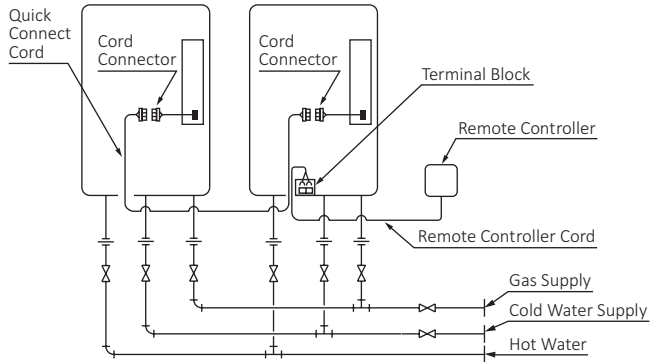 Quick
Connect
Cord
Cord
Connector
Cord
Connector
Terminal Block
Remote Controller
Remote Controller Cord
Gas Supply
Cold Water Supply
Hot Water